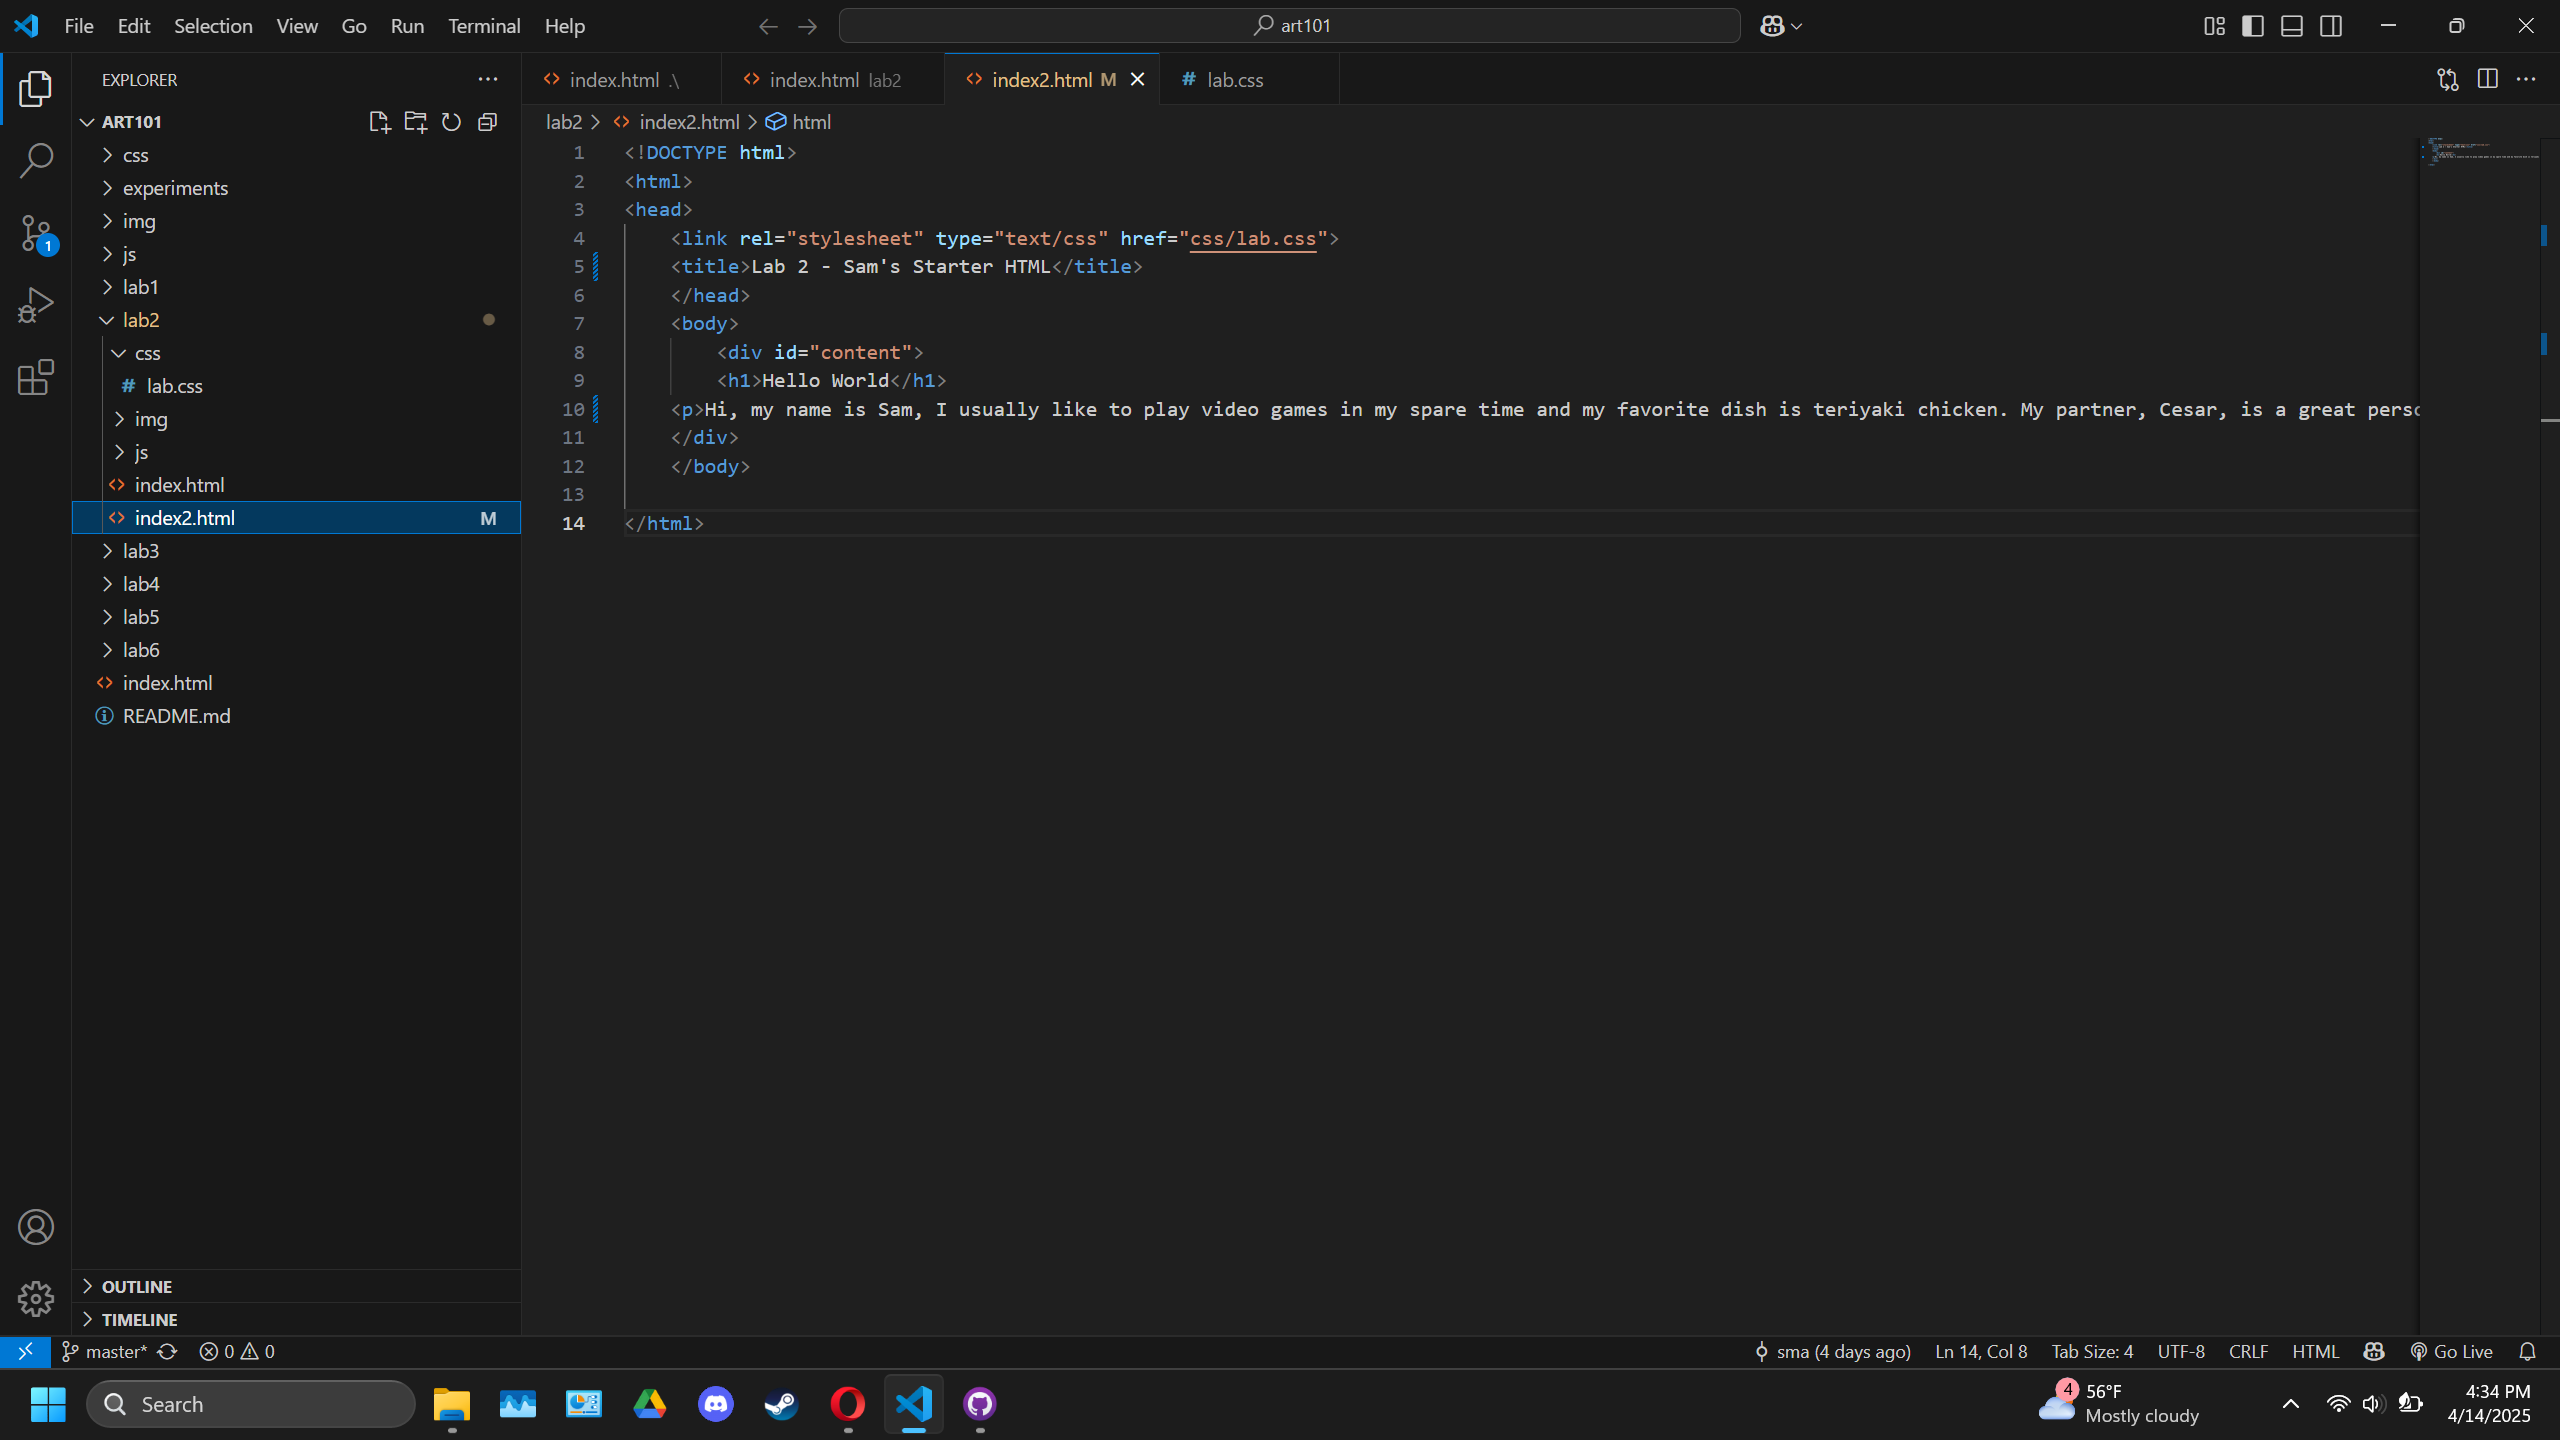 File Edit Selection View Go Run Terminal Help
art101
EXPLORER
ART101
css
experiments
img
js
lab1
lab2
css
# lab.css
img
js
<> index.html
<> index2.html M
lab3
lab4
lab5
lab6
<> index.html
README.md
OUTLINE
TIMELINE
<> index.html .\
<> index.html lab2
<> index2.html M
# lab.css
lab2 > <> index2.html > html
1 <!DOCTYPE html>
2 <html>
3 <head>
4 <link rel="stylesheet" type="text/css" href="css/lab.css">
5 <title>Lab 2 - Sam's Starter HTML</title>
6 </head>
7 <body>
8 <div id="content">
9 <h1>Hello World</h1>
10 <p>Hi, my name is Sam, I usually like to play video games in my spare time and my favorite dish is teriyaki chicken. My partner, Cesar, is a great perso
11 </div>
12 </body>
13
14 </html>
1
master* 0 0
sma (4 days ago) Ln 14, Col 8 Tab Size: 4 UTF-8 CRLF HTML Go Live
Search
4
56°F
Mostly cloudy
4:34 PM
4/14/2025